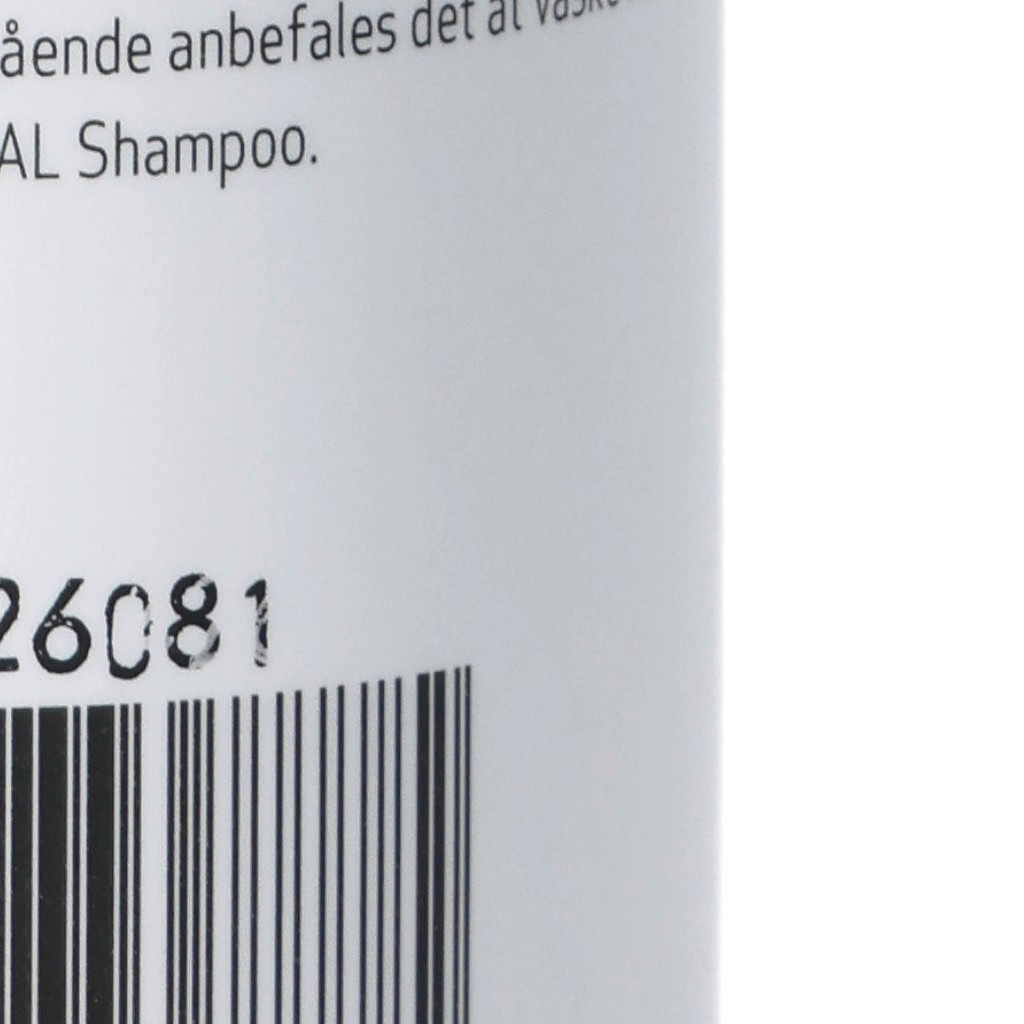 ående anbefales det at
AL Shampoo.
26081